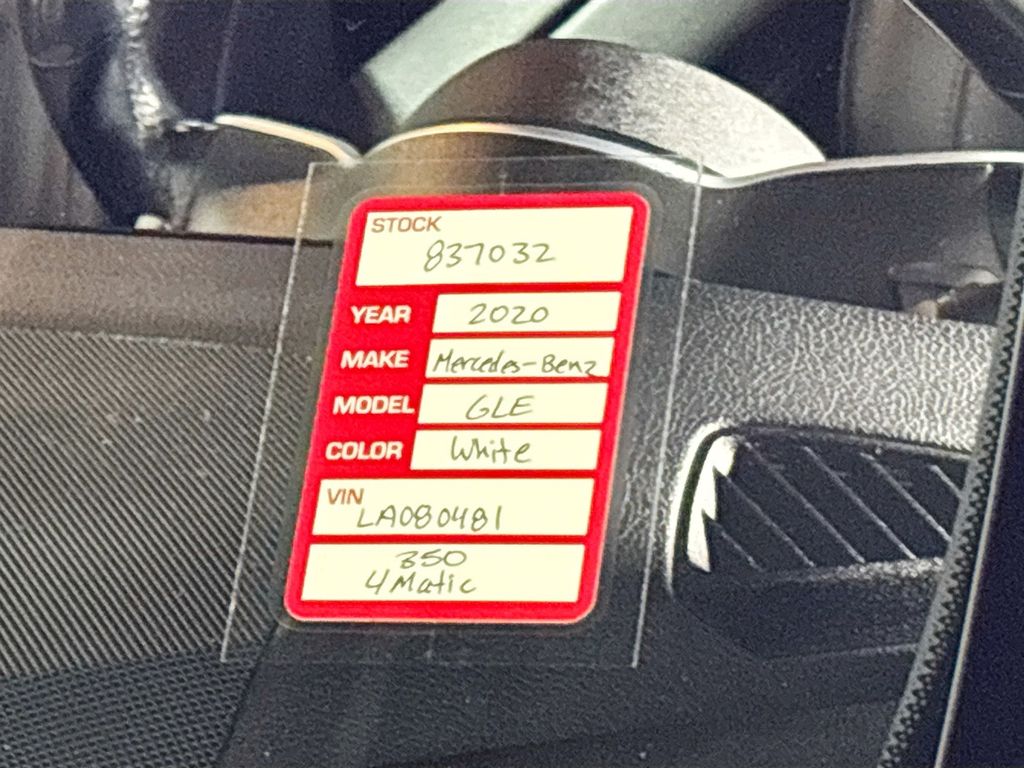 STOCK
837032
YEAR 2020
MAKE Mercedes-Benz
MODEL GLE
COLOR White
VIN
LA080481
350
4Matic